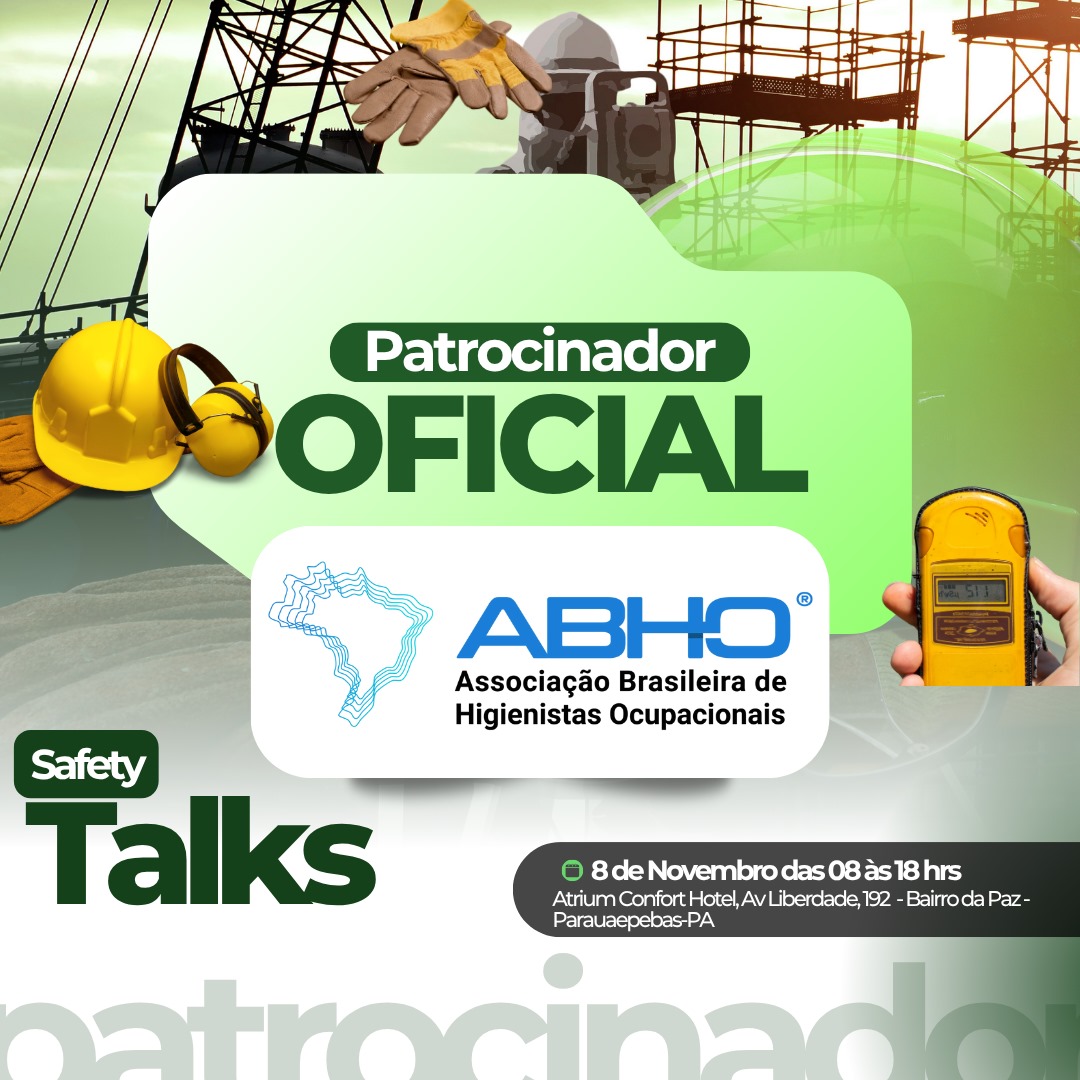 Patrocinador
OFICIAL
ABHO®
Associação Brasileira de
Higienistas Ocupacionais
Safety
Talks
8 de Novembro das 08 às 18 hrs
Atrium Confort Hotel, Av Liberdade, 192 - Bairro da Paz -
Parauaepebas-PA
patrocinador